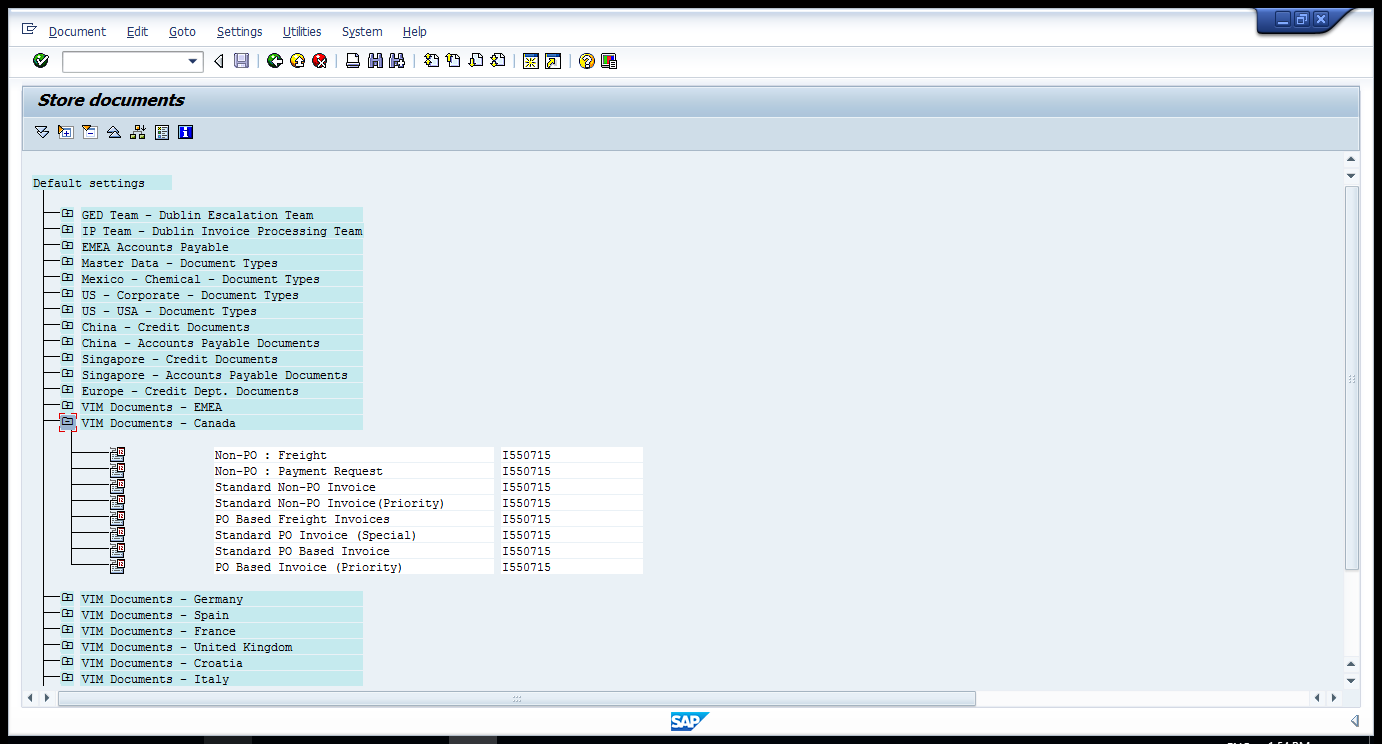 Document Edit Goto Settings Utilities System Help
Store documents
Default settings
GED Team - Dublin Escalation Team
IP Team - Dublin Invoice Processing Team
EMEA Accounts Payable
Master Data - Document Types
Mexico - Chemical - Document Types
US - Corporate - Document Types
US - USA - Document Types
China - Credit Documents
China - Accounts Payable Documents
Singapore - Credit Documents
Singapore - Accounts Payable Documents
Europe - Credit Dept. Documents
VIM Documents - EMEA
VIM Documents - Canada
Non-PO : Freight I550715
Non-PO : Payment Request I550715
Standard Non-PO Invoice I550715
Standard Non-PO Invoice(Priority) I550715
PO Based Freight Invoices I550715
Standard PO Invoice (Special) I550715
Standard PO Based Invoice I550715
PO Based Invoice (Priority) I550715
VIM Documents - Germany
VIM Documents - Spain
VIM Documents - France
VIM Documents - United Kingdom
VIM Documents - Croatia
VIM Documents - Italy
SAP